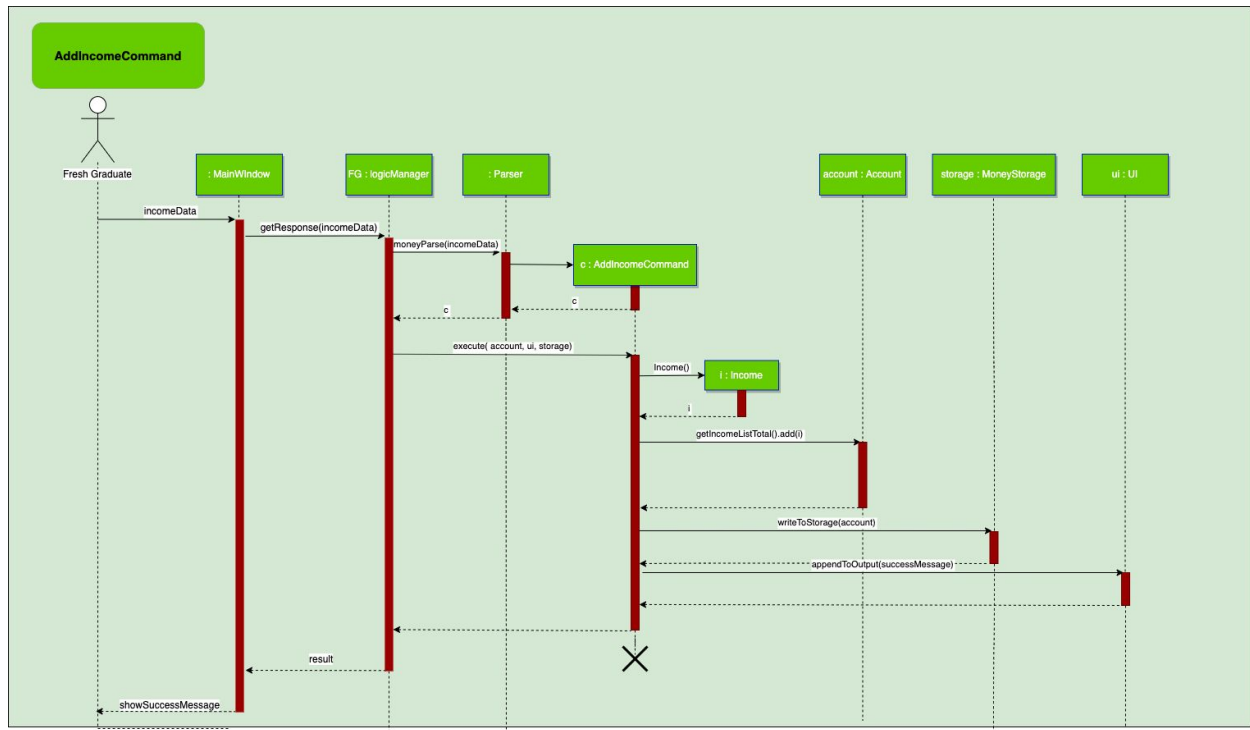 AddIncomeCommand
Fresh Graduate
: MainWIndow
FG : logicManager
: Parser
account : Account
storage : MoneyStorage
ui : UI
incomeData
getResponse(incomeData)
moneyParse(incomeData)
c : AddIncomeCommand
c
c
execute( account, ui, storage)
Income()
i : Income
i
getIncomeListTotal().add(i)
writeToStorage(account)
appendToOutput(successMessage)
result
showSuccessMessage